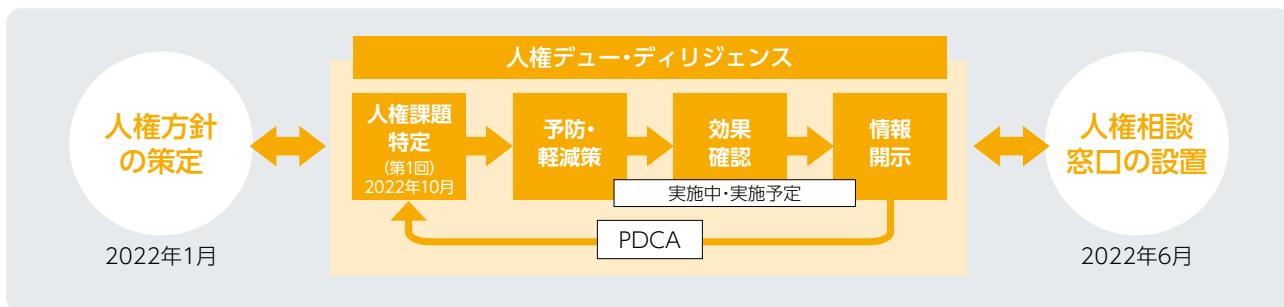 人権デュー・ディリジェンス
人権方針
の策定
2022年1月
人権課題
特定
(第1回)
2022年10月
予防・
軽減策
効果
確認
情報
開示
実施中・実施予定
PDCA
人権相談
窓口の設置
2022年6月